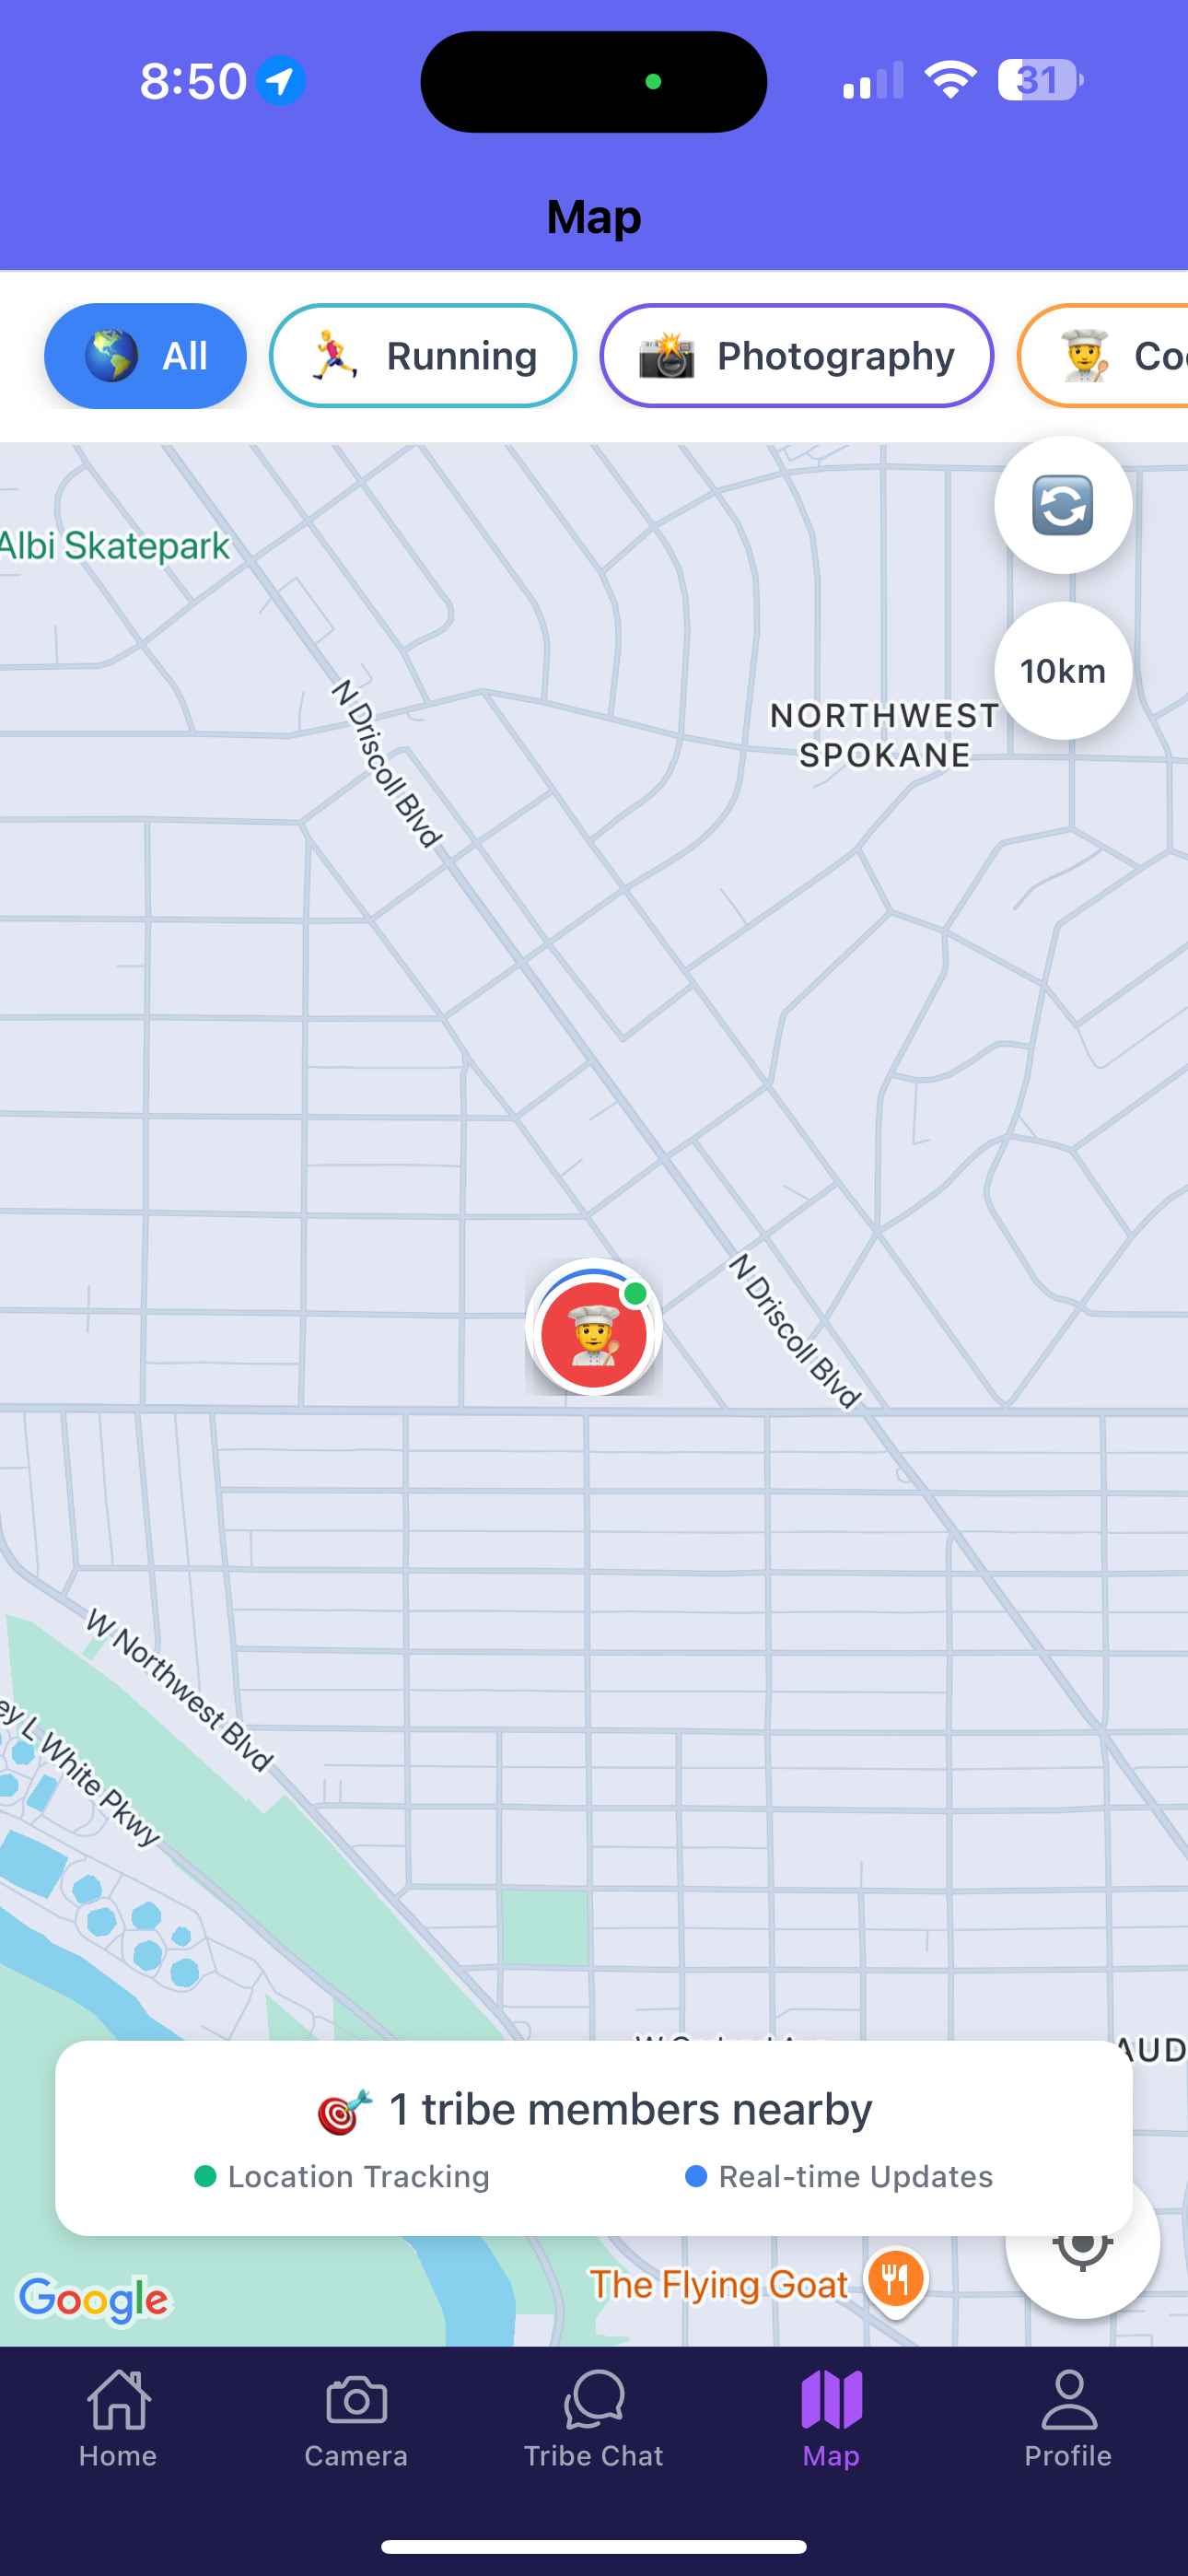 8:50
31
Map
All
Running
Photography
Albi Skatepark
10km
N Driscoll Blvd
NORTHWEST
SPOKANE
N Driscoll Blvd
W Northwest Blvd
ey L White Pkwy
AUD
1 tribe members nearby
Location Tracking
Real-time Updates
The Flying Goat
Google
Home
Camera
Tribe Chat
Map
Profile